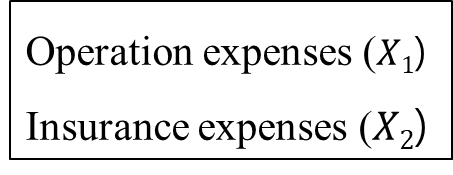 Operation expenses (X₁)
Insurance expenses (X₂)